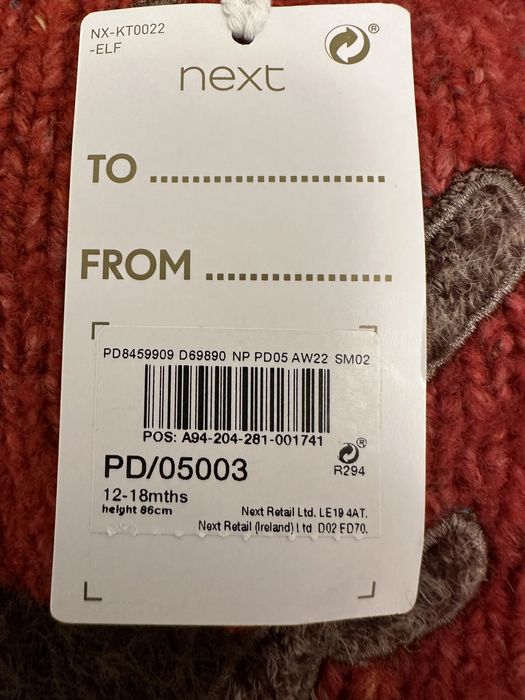 NX-KT0022
-ELF
®
next
TO ........................
FROM ...................
PD8459909 D69890 NP PD05 AW22 SM02
POS: A94-204-281-001741
®
PD/05003
R294
12-18mths
height 86cm
Next Retail Ltd. LE19 4AT.
Next Retail (Ireland) Ltd D02 FD70.